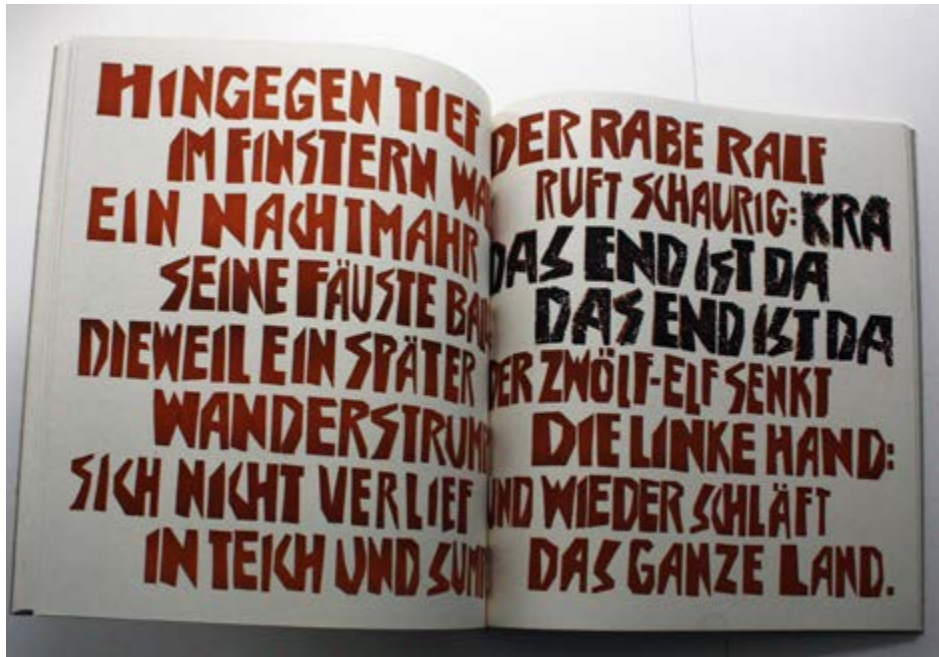 HINGEGEN TIEF
IM FINSTERN
EIN NACHTMAHR
SEINE FÄUSTE
DIEWEIL EIN SPÄTER
WANDERSTRUMP
SICH NICHT VERLIEF
IN TEICH UND SUMP
DER RABE RALF
RUFT SCHAURIG: KRA
DAS END IST DA
DAS END IST DA
DER ZWÖLF-ELF SENKT
DIE LINKE HAND:
UND WIEDER SCHLÄFT
DAS GANZE LAND.